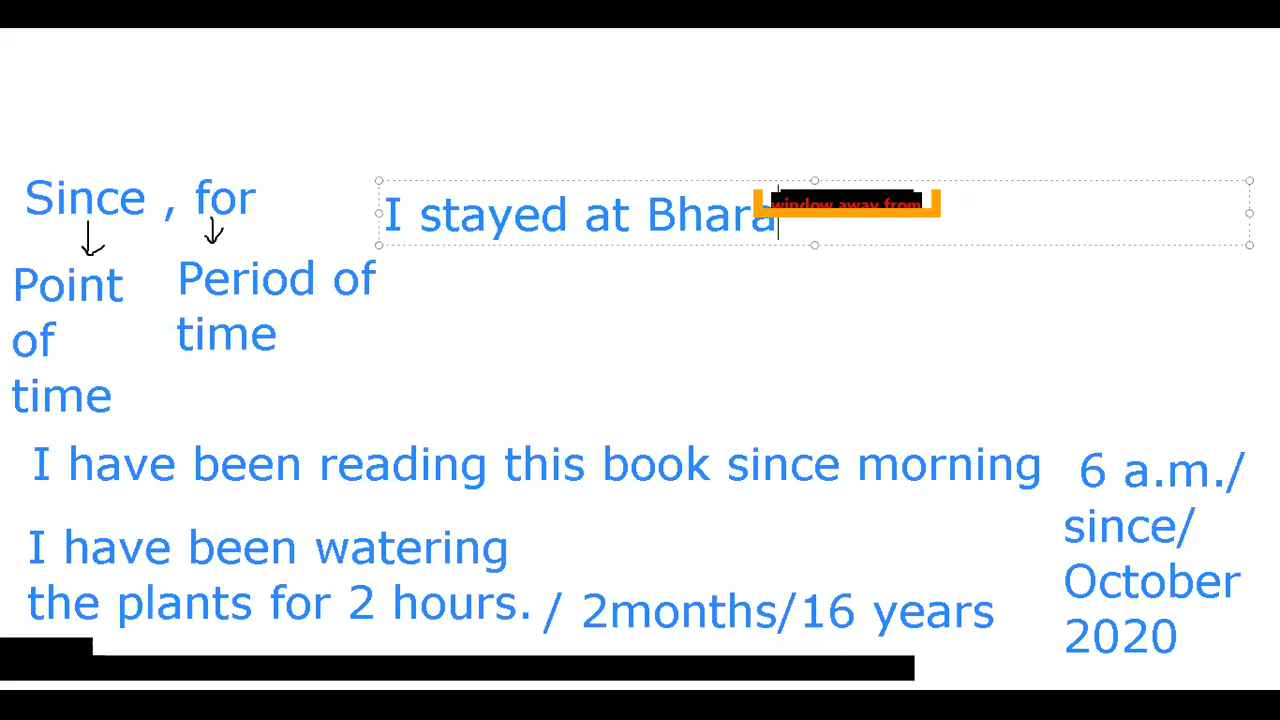 Since , for
I stayed at Bhara
window away from
Point
of
time
Period of
time
I have been reading this book since morning
6 a.m./
since/
October
2020
I have been watering
the plants for 2 hours.
/ 2months/16 years